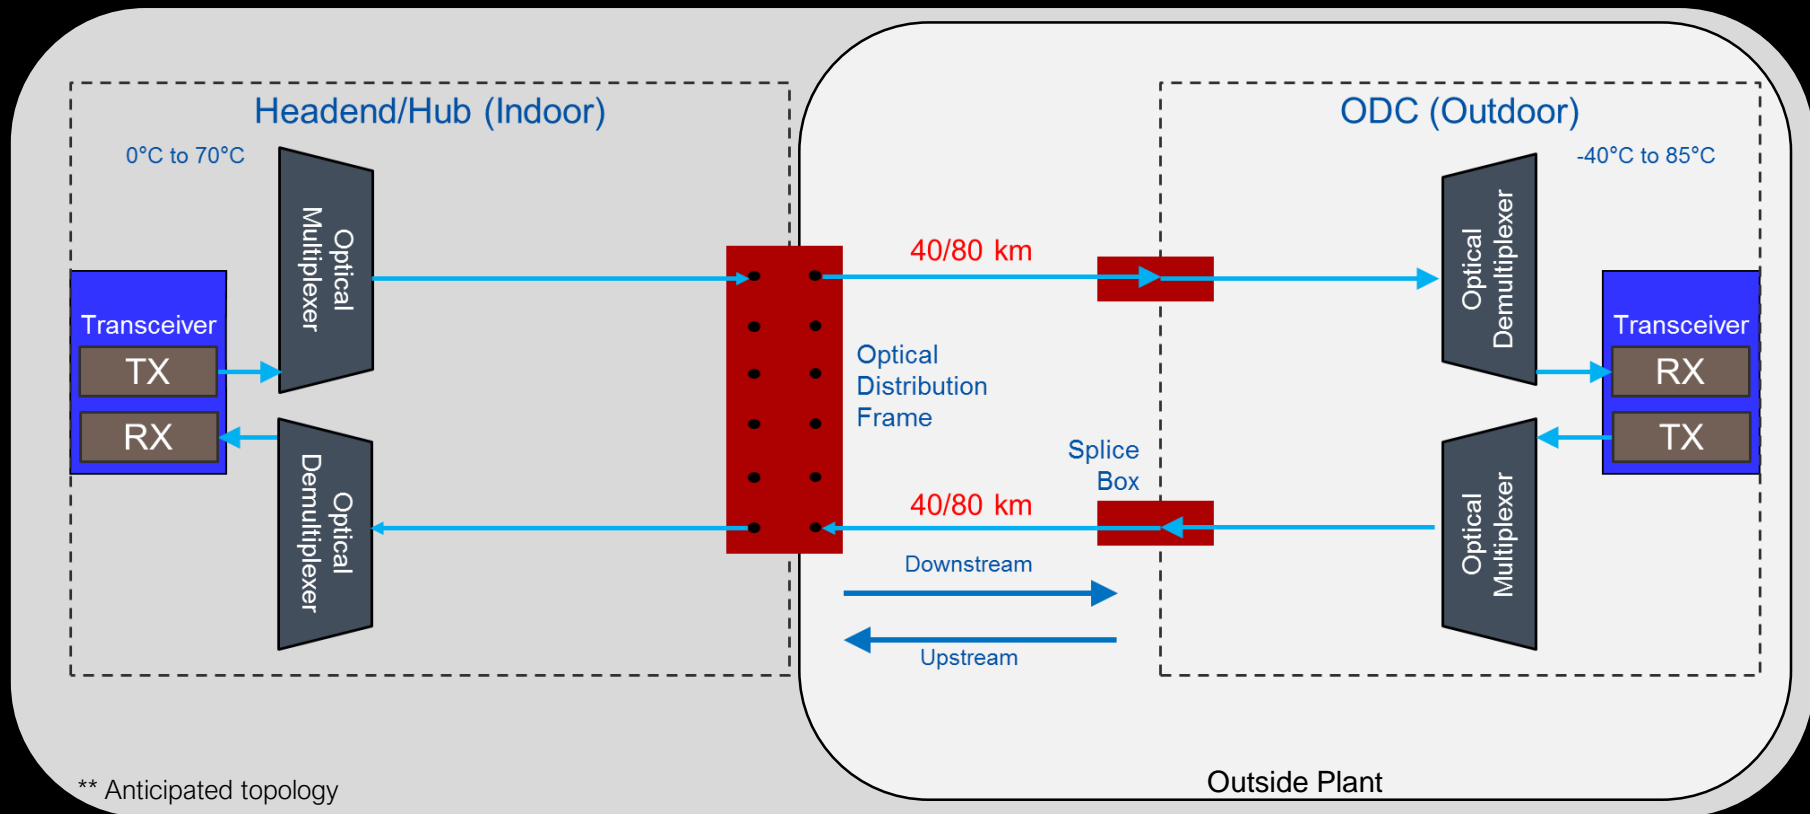 Headend/Hub (Indoor)
0°C to 70°C
Optical
Multiplexer
Transceiver
TX
RX
Optical
Demultiplexer
40/80 km
Optical
Distribution
Frame
Splice
Box
40/80 km
Downstream
Upstream
ODC (Outdoor)
-40°C to 85°C
Optical
Demultiplexer
Transceiver
RX
TX
Optical
Multiplexer
** Anticipated topology
Outside Plant